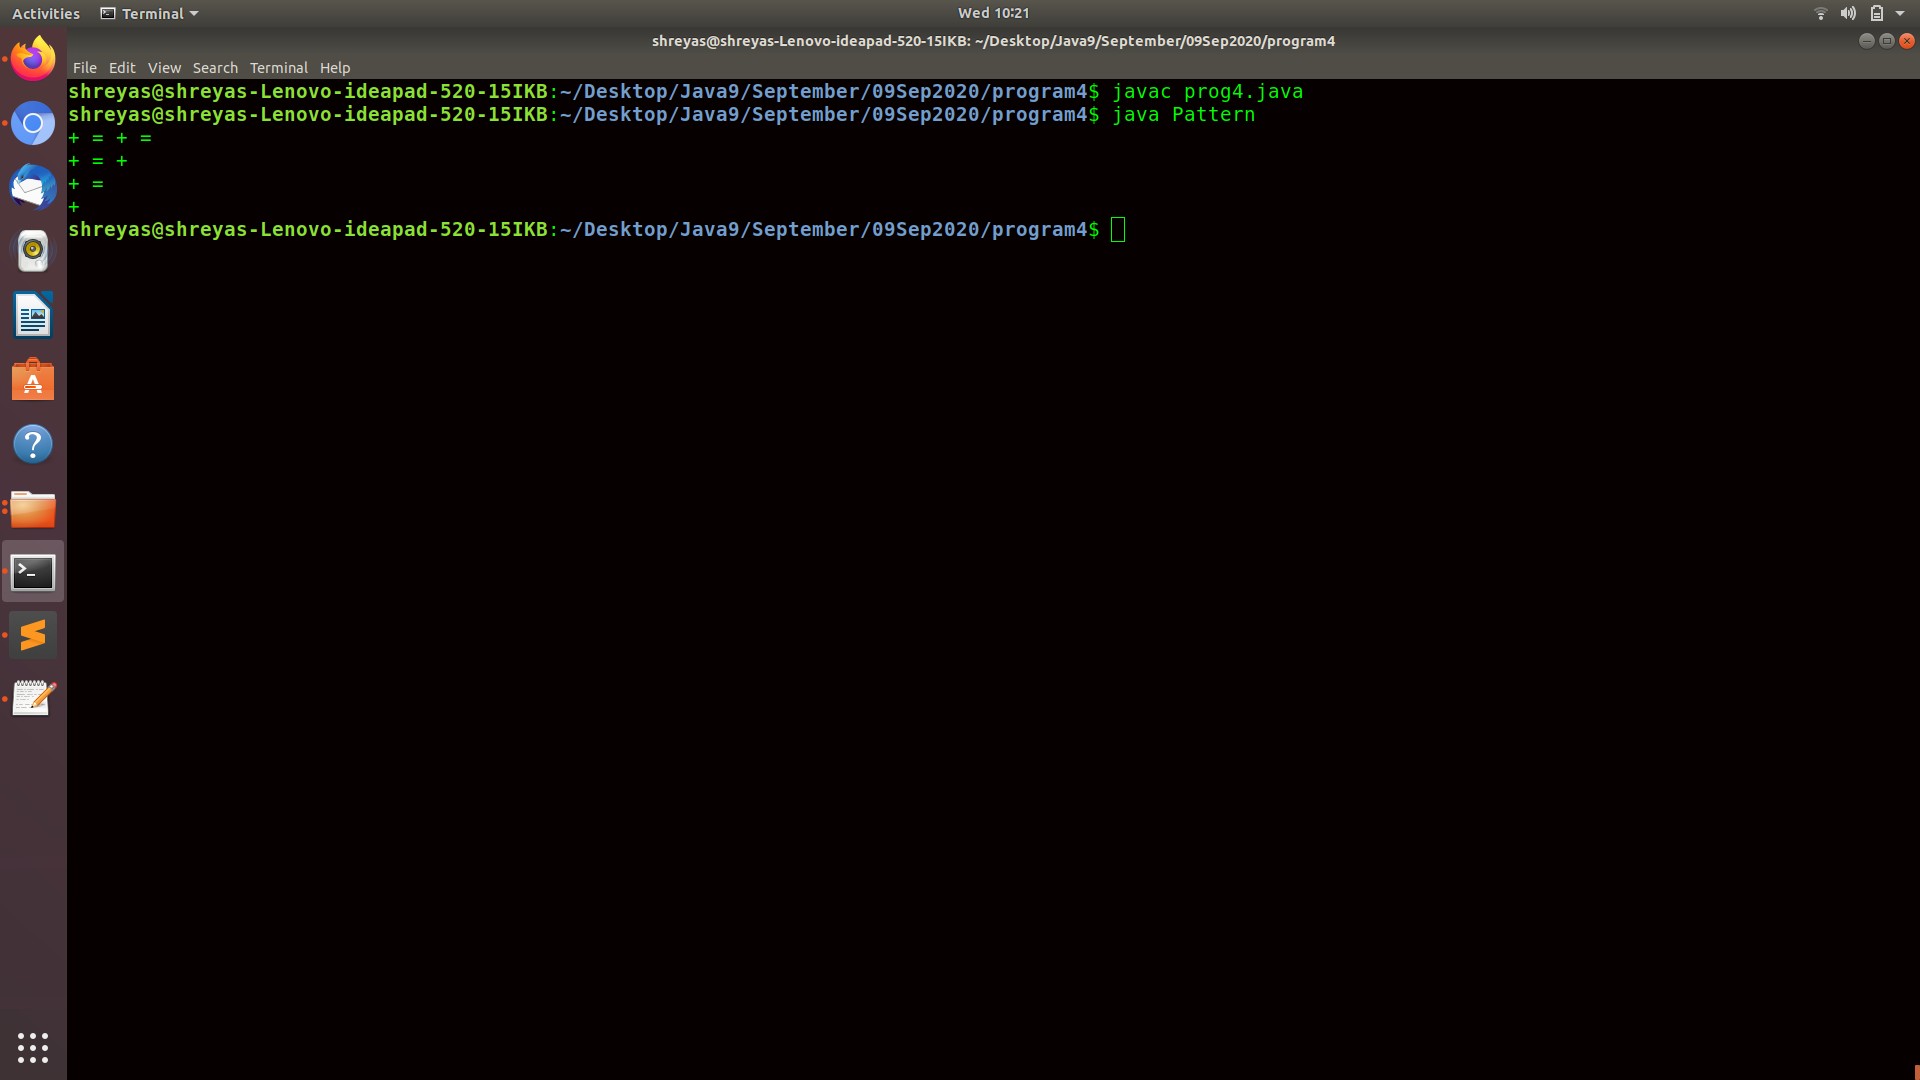 Activities Terminal Wed 10:21
shreyas@shreyas-Lenovo-ideapad-520-15IKB: ~/Desktop/Java9/September/09Sep2020/program4
File Edit View Search Terminal Help
shreyas@shreyas-Lenovo-ideapad-520-15IKB:~/Desktop/Java9/September/09Sep2020/program4$ javac prog4.java
shreyas@shreyas-Lenovo-ideapad-520-15IKB:~/Desktop/Java9/September/09Sep2020/program4$ java Pattern
+ = + =
+ = +
+ =
+
shreyas@shreyas-Lenovo-ideapad-520-15IKB:~/Desktop/Java9/September/09Sep2020/program4$